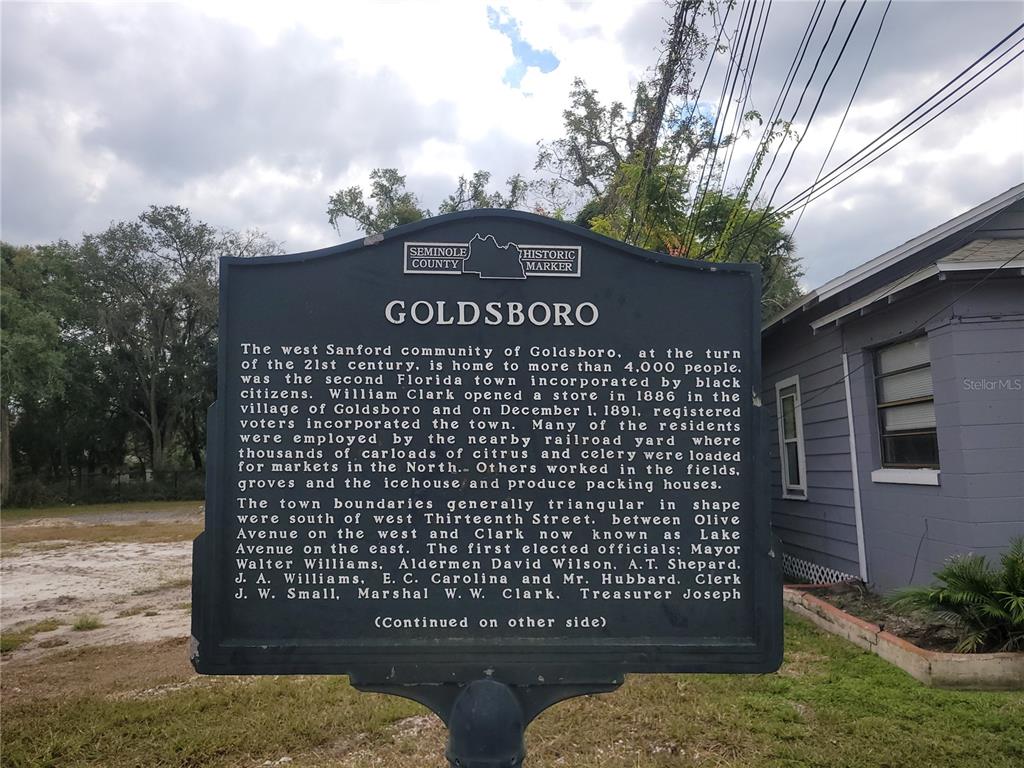 SEMINOLE COUNTY HISTORIC MARKER
GOLDSBORO
The west Sanford community of Goldsboro, at the turn
of the 21st century, is home to more than 4,000 people,
was the second Florida town incorporated by black
citizens. William Clark opened a store in 1886 in the
village of Goldsboro and on December 1, 1891, registered
voters incorporated the town. Many of the residents
were employed by the nearby railroad yard where
thousands of carloads of citrus and celery were loaded
for markets in the North. Others worked in the fields,
groves and the icehouse and produce packing houses.
The town boundaries generally triangular in shape
were south of west Thirteenth Street, between Olive
Avenue on the west and Clark now known as Lake
Avenue on the east. The first elected officials; Mayor
Walter Williams, Aldermen David Wilson, A.T. Shepard,
J. A. Williams, E.C. Carolina and Mr. Hubbard, Clerk
J. W. Small, Marshal W.W. Clark, Treasurer Joseph
(Continued on other side)
StellarMLS